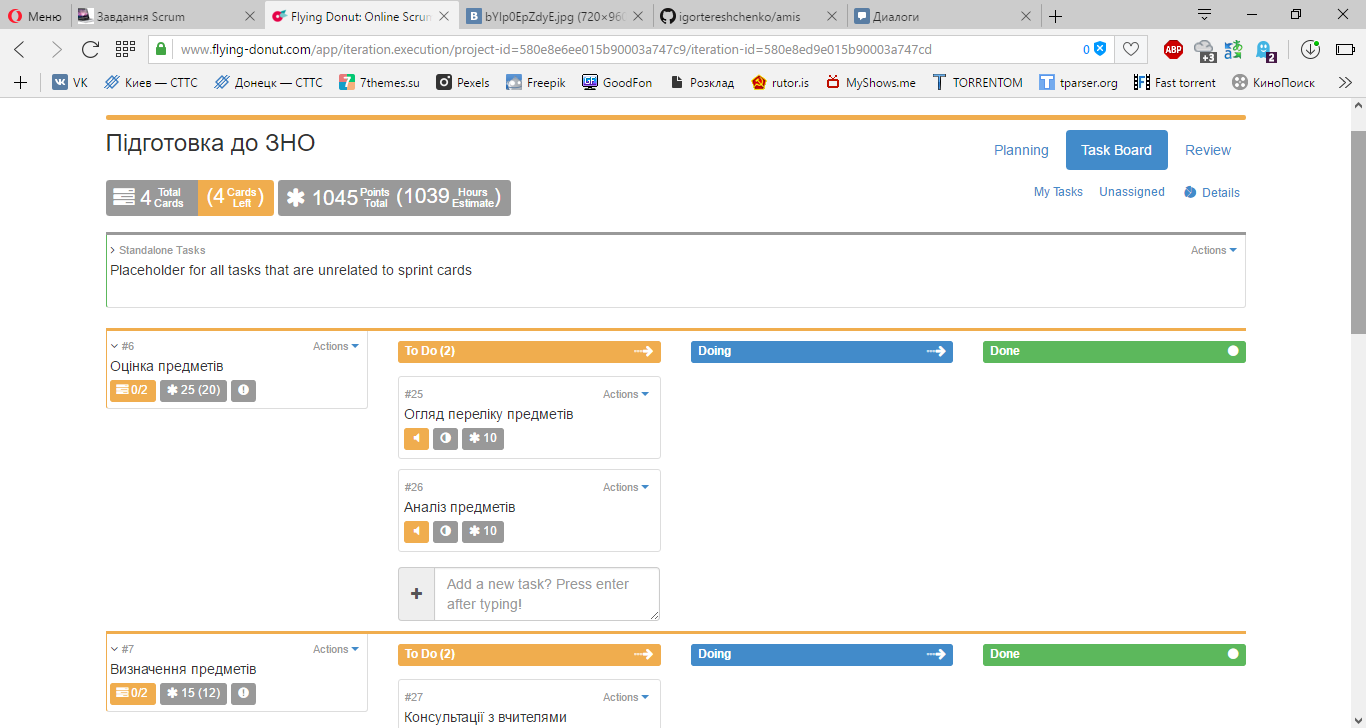 Меню
Завдання Scrum
Flying Donut: Online Scrum
bYIp0EpZdyE.jpg (720×960
igortereshchenko/amis
Диалоги
www.flying-donut.com/app/iteration.execution/project-id=580e8e6ee015b90003a747c9/iteration-id=580e8ed9e015b90003a747cd
0
ABP
+3
2
VK
Киев — СТТС
Донецк — СТТС
7themes.su
Pexels
Freepik
GoodFon
Розклад
rutor.is
MyShows.me
TORRENTOM
tparser.org
Fast torrent
КиноПоиск
Підготовка до ЗНО
Planning
Task Board
Review
4 Total Cards
(4 Cards Left)
1045 Points Total (1039 Hours Estimate)
My Tasks
Unassigned
Details
Standalone Tasks
Actions
Placeholder for all tasks that are unrelated to sprint cards
#6
Actions
Оцінка предметів
0/2
25 (20)
To Do (2)
Doing
Done
#25
Actions
Огляд переліку предметів
10
#26
Actions
Аналіз предметів
10
Add a new task? Press enter
after typing!
#7
Actions
Визначення предметів
0/2
15 (12)
To Do (2)
Doing
Done
#27
Actions
Консультації з вчителями